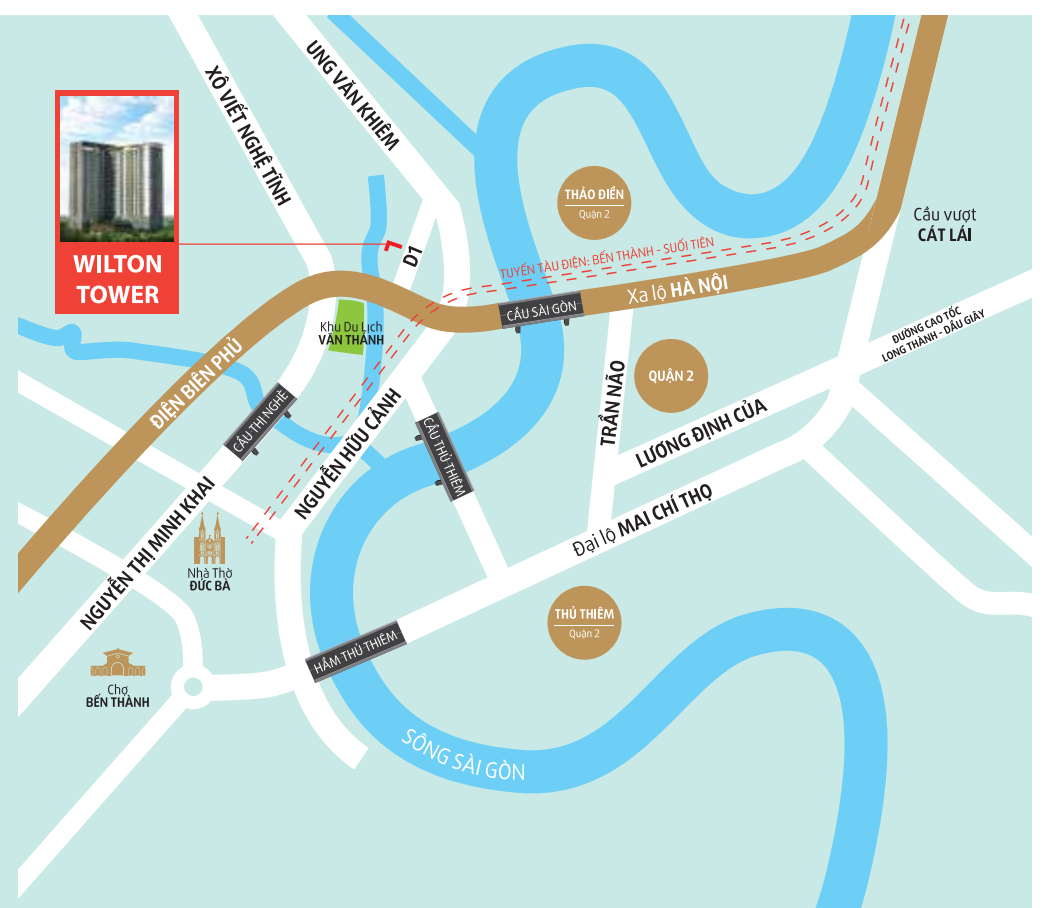 UNG VĂN KHIÊM
XÔ VIẾT NGHỆ TĨNH
THẢO ĐIỀN
Quận 2
Cầu vượt
CÁT LÁI
D1
TUYẾN TÀU ĐIỆN: BẾN THÀNH - SUỐI TIÊN
WILTON
TOWER
Xa lộ HÀ NỘI
CẦU SÀI GÒN
Khu Du Lịch
VĂN THÁNH
ĐƯỜNG CAO TỐC
LONG THÀNH - DẦU GIÂY
ĐIỆN BIÊN PHỦ
QUẬN 2
TRẦN NÃO
CẦU THỊ NGHÈ
LƯƠNG ĐỊNH CỦA
NGUYỄN HỮU CẢNH
CẦU THỦ THIÊM
Đại lộ MAI CHÍ THỌ
NGUYỄN THỊ MINH KHAI
Nhà Thờ
ĐỨC BÀ
THỦ THIÊM
Quận 2
HẦM THỦ THIÊM
Chợ
BẾN THÀNH
SÔNG SÀI GÒN